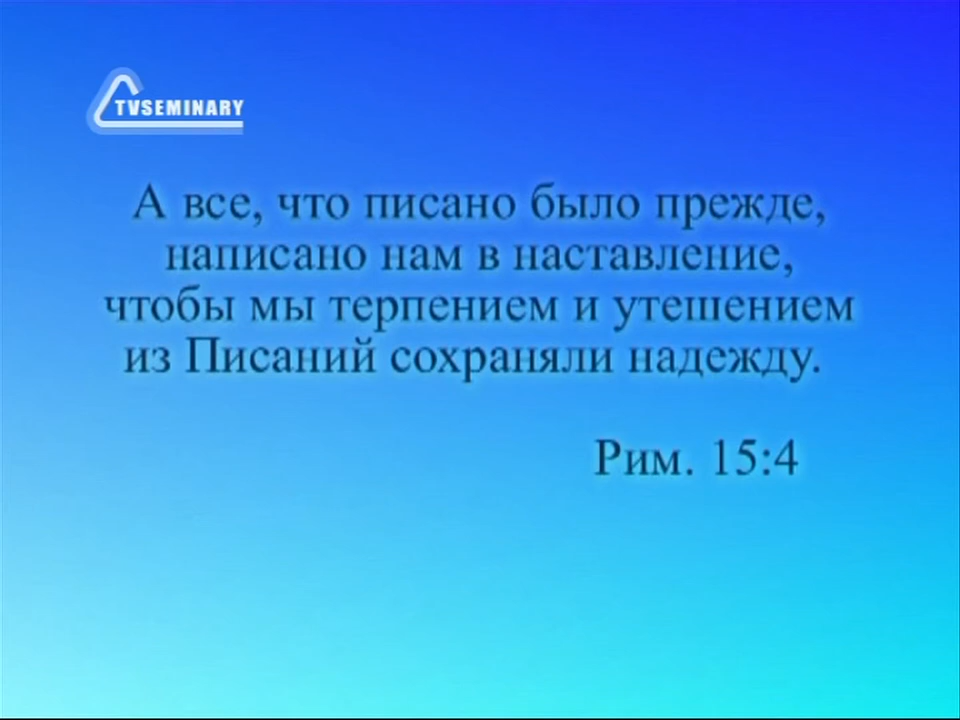 TVSEMINARY
А все, что писано было прежде,
написано нам в наставление,
чтобы мы терпением и утешением
из Писаний сохраняли надежду.
Рим. 15:4